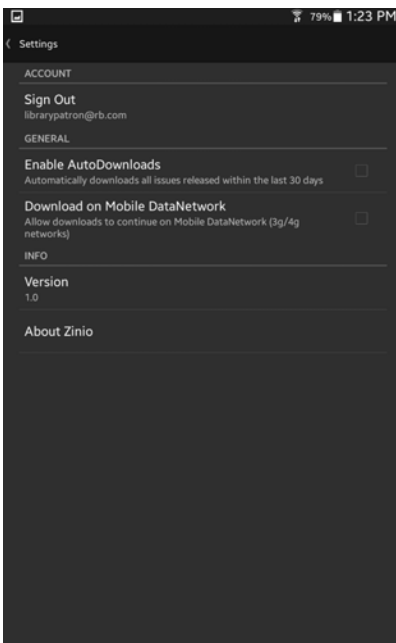 79% 1:23 PM
Settings
ACCOUNT
Sign Out
librarypatron@rb.com
GENERAL
Enable AutoDownloads
Automatically downloads all issues released within the last 30 days
Download on Mobile DataNetwork
Allow downloads to continue on Mobile DataNetwork (3g/4g
networks)
INFO
Version
1.0
About Zinio